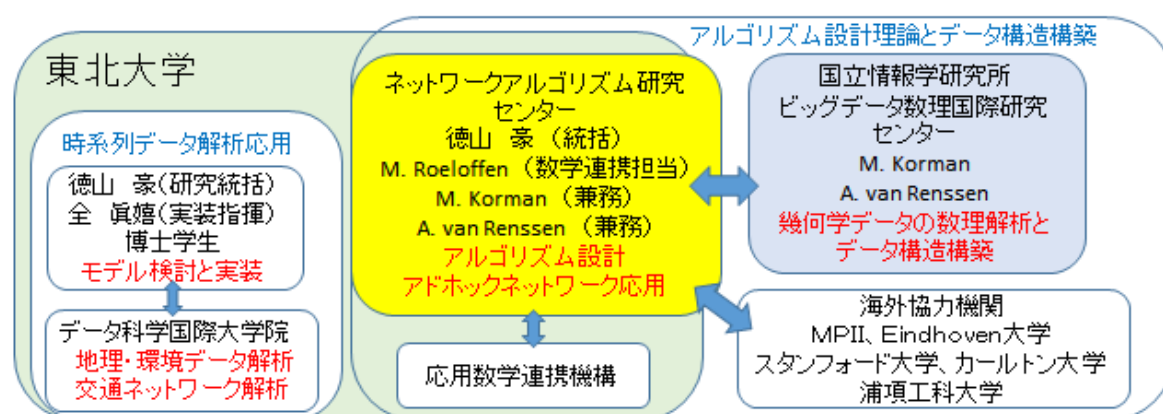 東北大学
アルゴリズム設計理論とデータ構造構築
時系列データ解析応用
徳山 豪(研究統括)
全 眞嬉(実装指揮)
博士学生
モデル検討と実装
データ科学国際大学院
地理・環境データ解析
交通ネットワーク解析
ネットワークアルゴリズム研究
センター
徳山 豪（統括）
M. Roeloffen（数学連携担当）
M. Korman（兼務）
A. van Renssen（兼務）
アルゴリズム設計
アドホックネットワーク応用
応用数学連携機構
国立情報学研究所
ビッグデータ数理国際研究
センター
M. Korman
A. van Renssen
幾何学データの数理解析と
データ構造構築
海外協力機関
MPII、Eindhoven大学
スタンフォード大学、カールトン大学
浦項工科大学